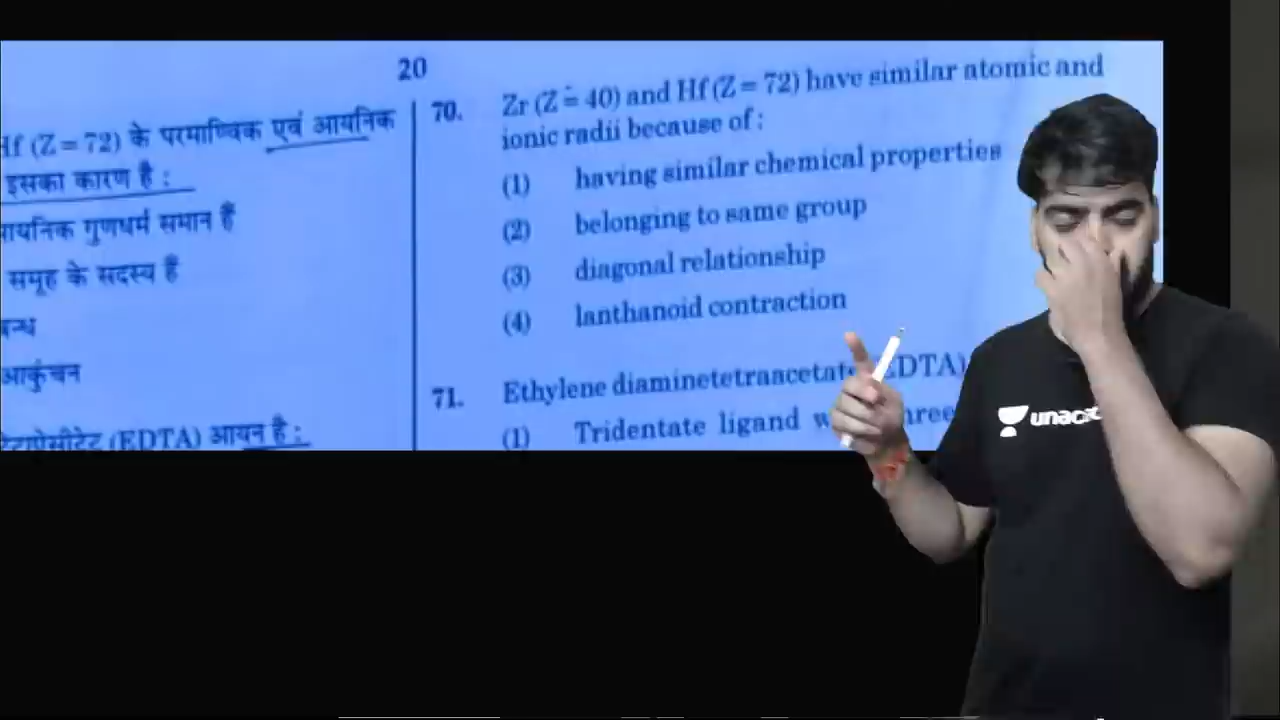 20
Hf (Z = 72) के परमाण्विक एवं आयनिक
इसका कारण है :
गुणधर्म समान हैं
समूह के सदस्य हैं
आकुंचन
(EDTA) आयन है :
70. Zr (Z = 40) and Hf (Z = 72) have similar atomic and
ionic radii because of :
(1) having similar chemical properties
(2) belonging to same group
(3) diagonal relationship
(4) lanthanoid contraction
71. Ethylene diaminetetraacetate EDTA)
(1) Tridentate ligand